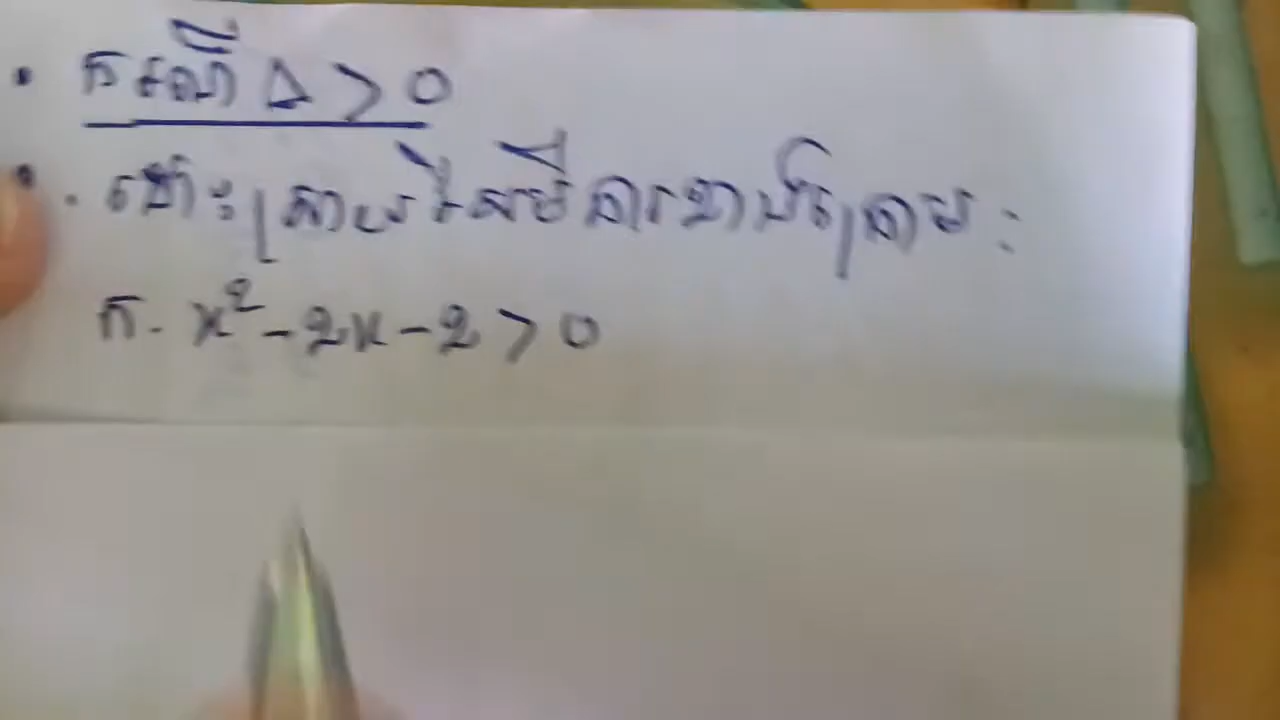 • ករណី Δ > 0
• . ដោះស្រាយវិសមីការខាងក្រោម :
ក. x² - 2x - 2 > 0